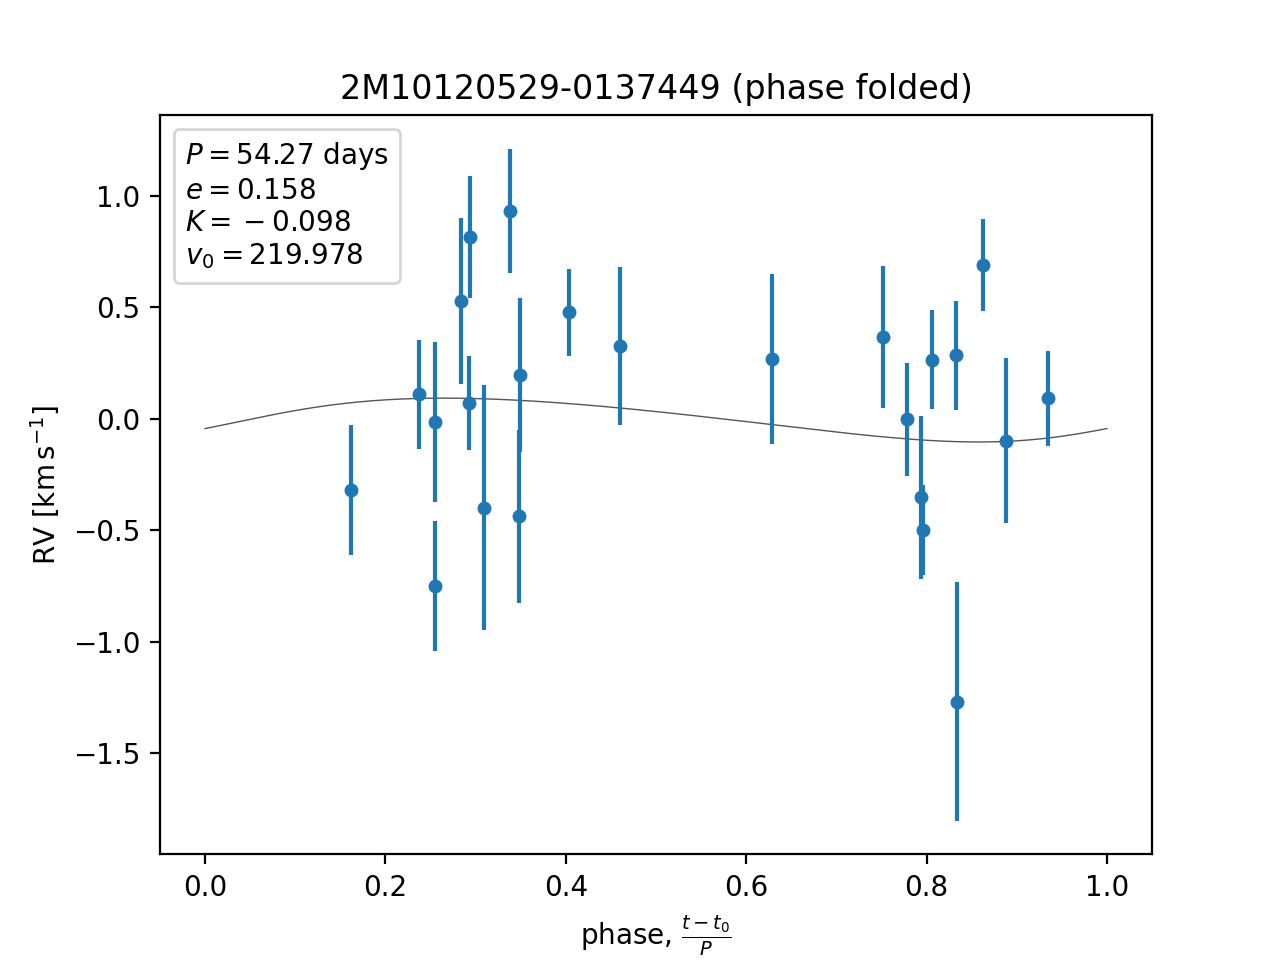 2M10120529-0137449 (phase folded)
P = 54.27 days
e = 0.158
K = −0.098
v₀ = 219.978
1.0
0.5
0.0
−0.5
−1.0
−1.5
RV [km s⁻¹]
0.0 0.2 0.4 0.6 0.8 1.0
phase, (t − t₀)/P